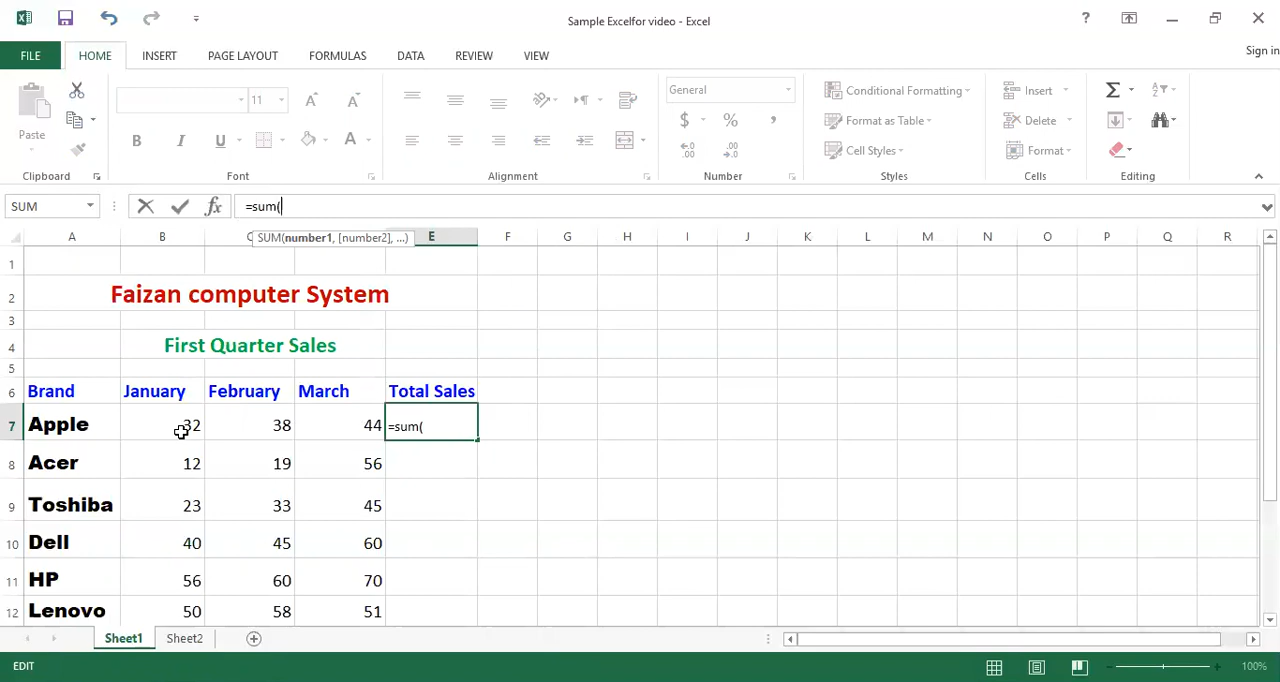 Sample Excelfor video - Excel
?
FILE HOME INSERT PAGE LAYOUT FORMULAS DATA REVIEW VIEW Sign in
Paste
11 A A
B I U A
General
$ % ,
Conditional Formatting
Format as Table
Cell Styles
Insert
Delete
Format
Clipboard Font Alignment Number Styles Cells Editing
SUM fx =sum(
SUM(number1, [number2], ...)
A B C E F G H I J K L M N O P Q R
1
2 Faizan computer System
3
4 First Quarter Sales
5
6 Brand January February March Total Sales
7 Apple 32 38 44 =sum(
8 Acer 12 19 56
9 Toshiba 23 33 45
10 Dell 40 45 60
11 HP 56 60 70
12 Lenovo 50 58 51
Sheet1 Sheet2
EDIT 100%